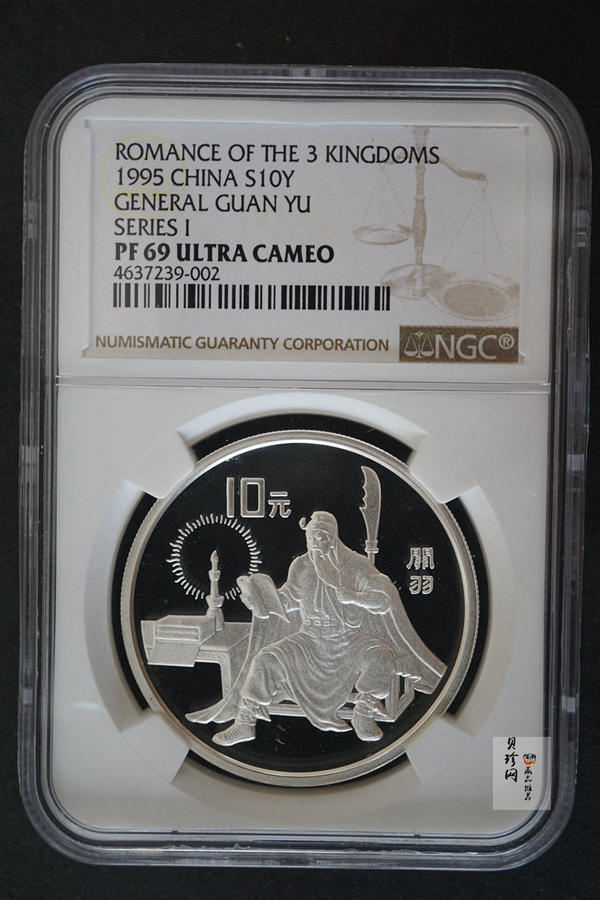 ROMANCE OF THE 3 KINGDOMS
1995 CHINA S10Y
GENERAL GUAN YU
SERIES I
PF 69 ULTRA CAMEO
4637239-002
NUMISMATIC GUARANTY CORPORATION
NGC®
10元
關羽
贝珍网